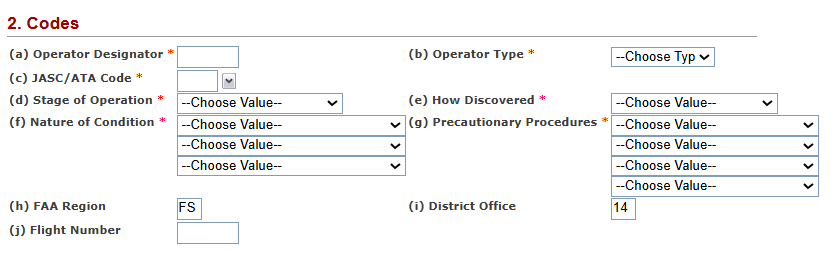 2. Codes
(a) Operator Designator * (b) Operator Type * --Choose Typ
(c) JASC/ATA Code *
(d) Stage of Operation * --Choose Value-- (e) How Discovered * --Choose Value--
(f) Nature of Condition * --Choose Value-- (g) Precautionary Procedures * --Choose Value--
--Choose Value-- --Choose Value--
--Choose Value-- --Choose Value--
--Choose Value--
(h) FAA Region FS (i) District Office 14
(j) Flight Number